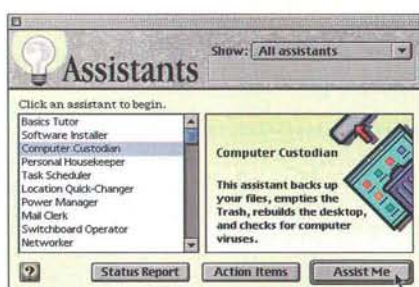 Show: All assistants
Assistants
Click an assistant to begin.
Basics Tutor
Software Installer
Computer Custodian
Personal Housekeeper
Task Scheduler
Location Quick-Changer
Power Manager
Mail Clerk
Switchboard Operator
Networker
Computer Custodian
This assistant backs up
your files, empties the
Trash, rebuilds the desktop,
and checks for computer
viruses.
?
Status Report
Action Items
Assist Me